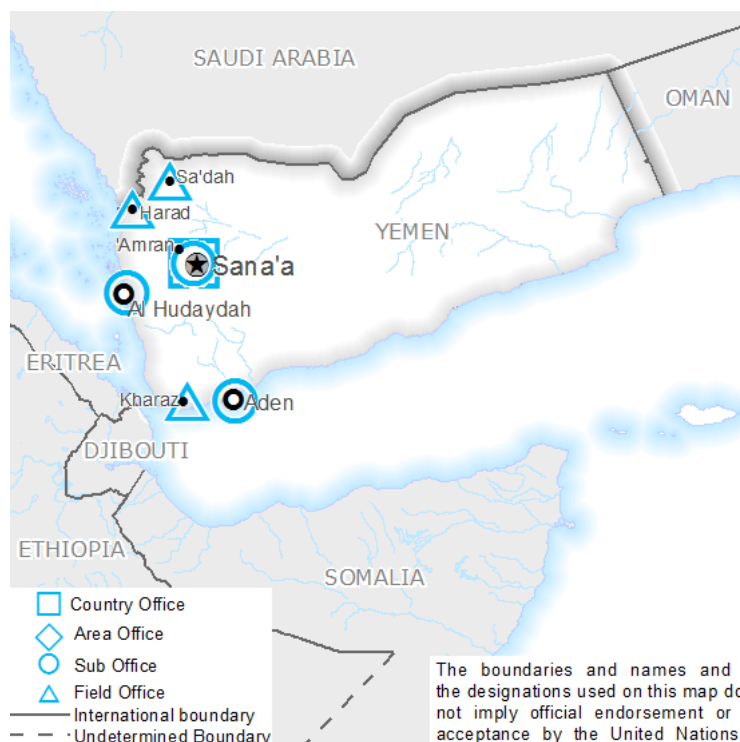 SAUDI ARABIA
OMAN
Sa'dah
Harad
YEMEN
'Amran
Sana'a
Al Hudaydah
ERITREA
Kharaz
Aden
DJIBOUTI
ETHIOPIA
SOMALIA
Country Office
Area Office
Sub Office
Field Office
International boundary
Undetermined Boundary
The boundaries and names and
the designations used on this map do
not imply official endorsement or
acceptance by the United Nations